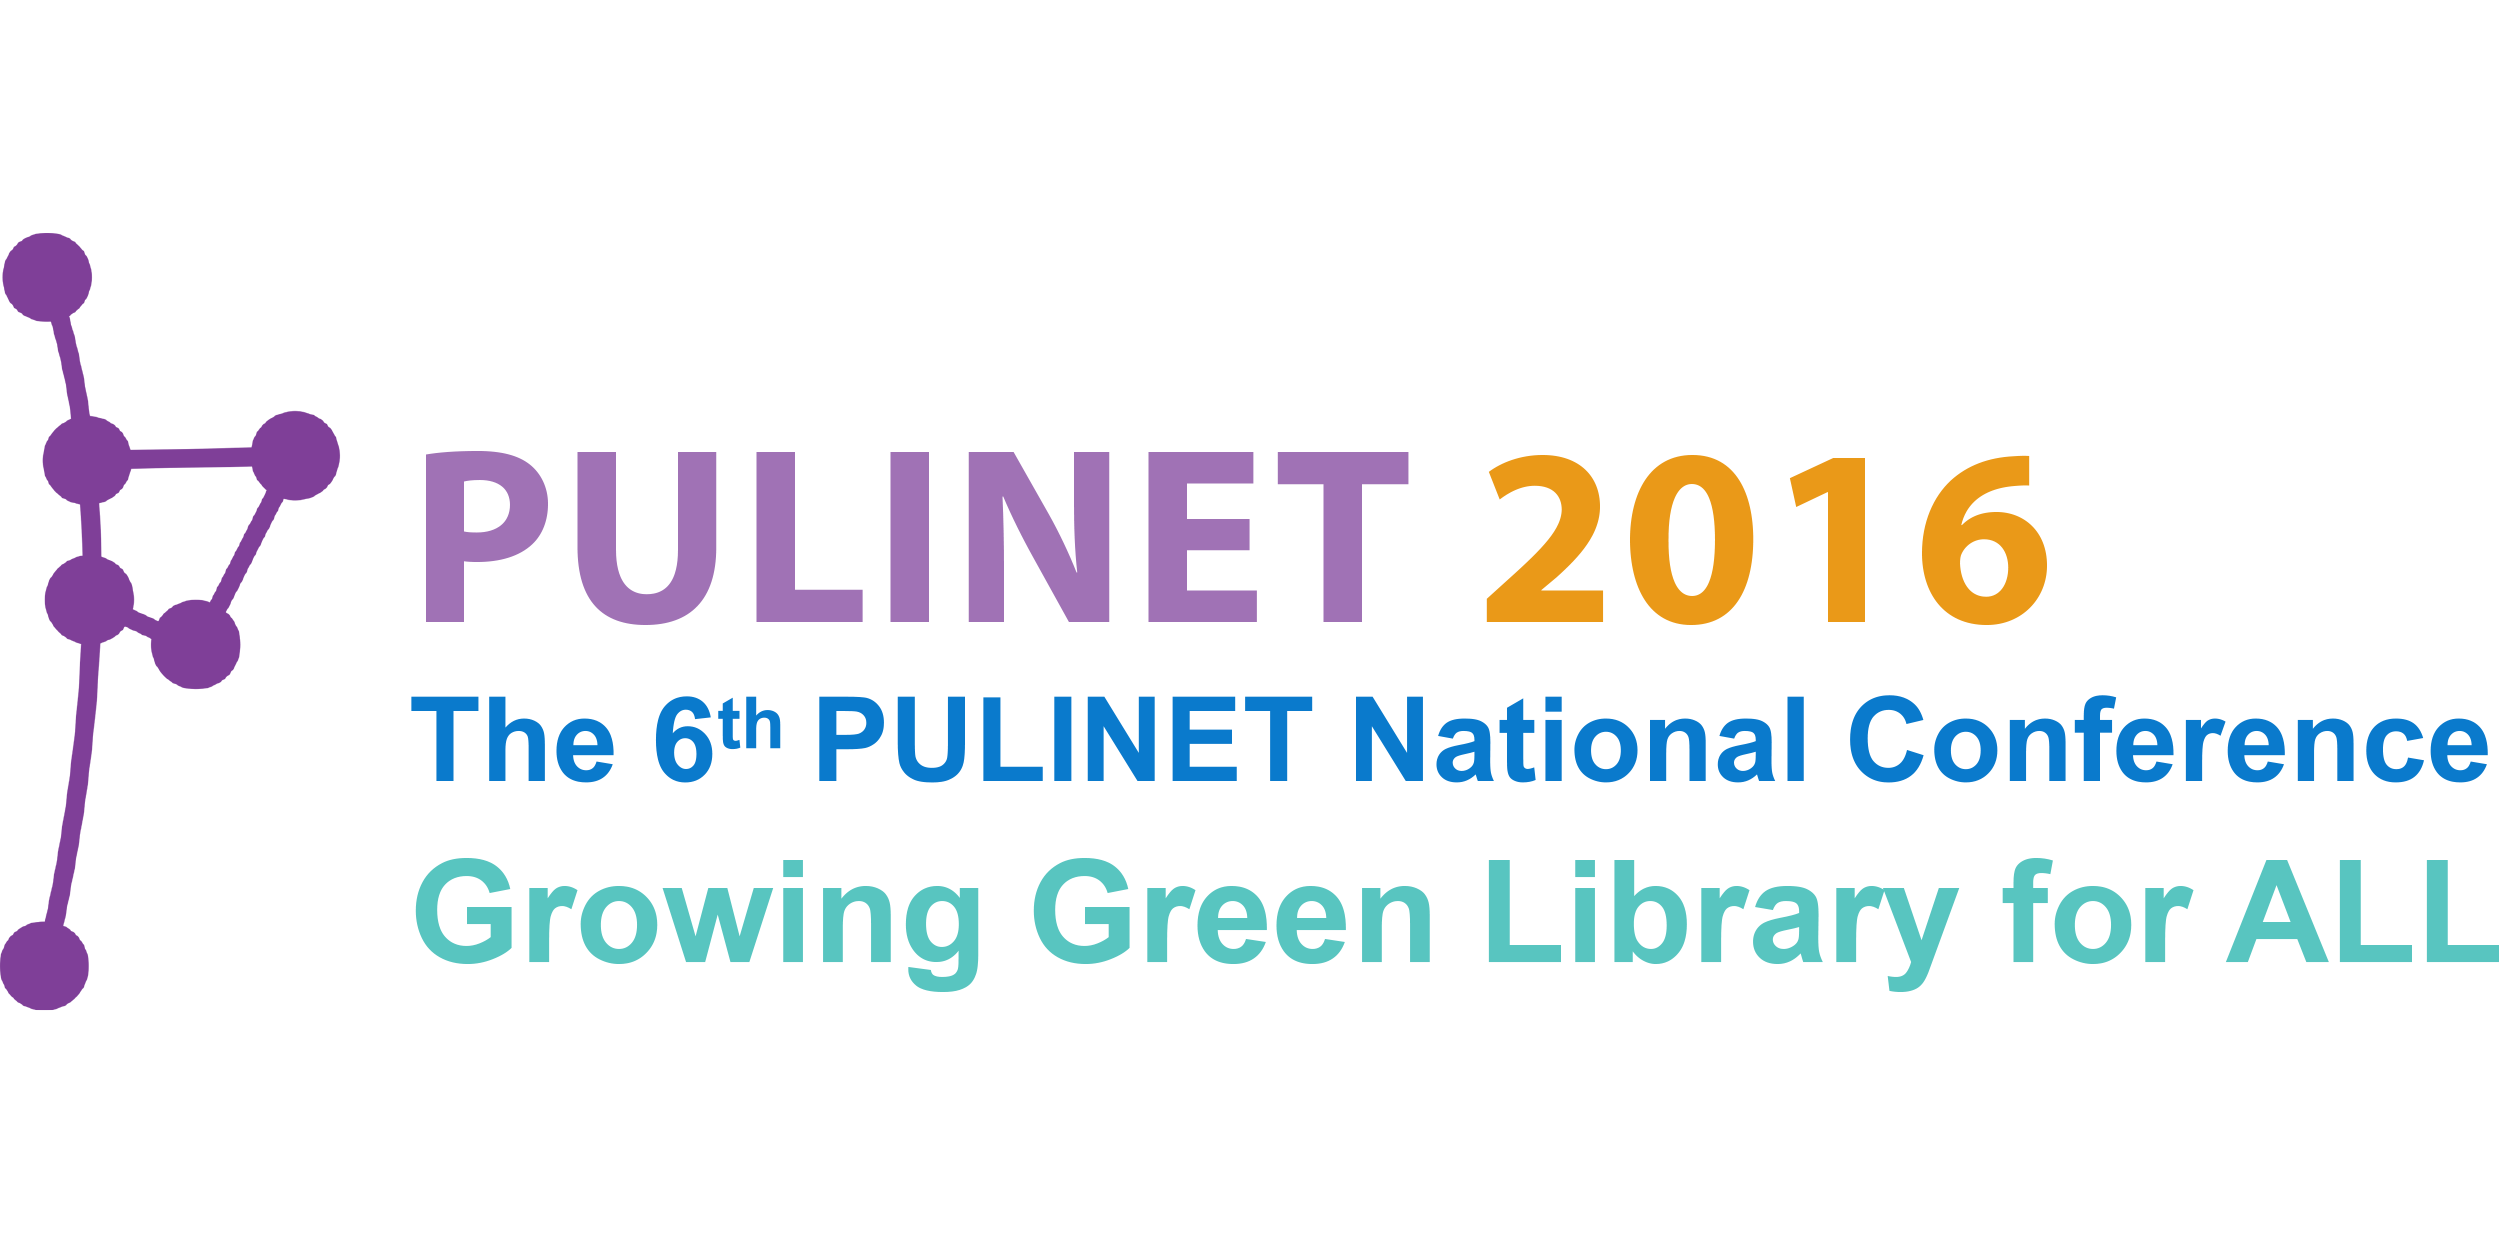 PULINET 2016
The 6th PULINET National Conference
Growing Green Library for ALL